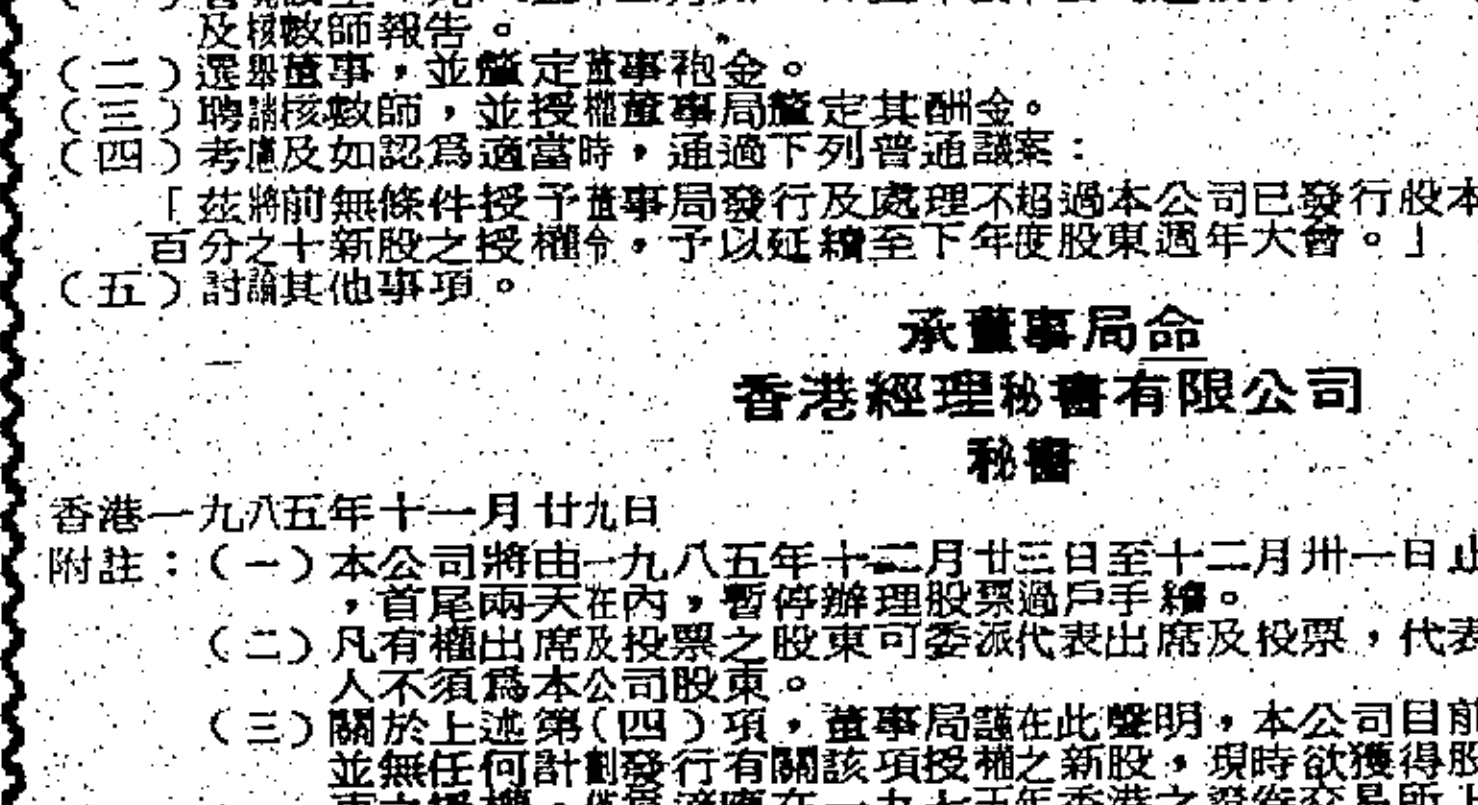 及核數師報告。
(二)選舉董事，並釐定董事袍金。
(三)聘請核數師，並授權董事局釐定其酬金。
(四)考慮及如認爲適當時，通過下列普通議案：
「茲將前無條件授予董事局發行及處理不超過本公司已發行股本
百分之十新股之授權令，予以延續至下年度股東週年大會。」
(五)討論其他事項。
承董事局命
香港經理秘書有限公司
秘書
香港一九八五年十一月廿九日
附註：(一)本公司將由一九八五年十二月廿三日至十二月卅一日止
，首尾兩天在內，暫停辦理股票過戶手續。
(二)凡有權出席及投票之股東可委派代表出席及投票，代表
人不須爲本公司股東。
(三)關於上述第(四)項，董事局謹在此聲明，本公司目前
並無任何計劃發行有關該項授權之新股，現時欲獲得股